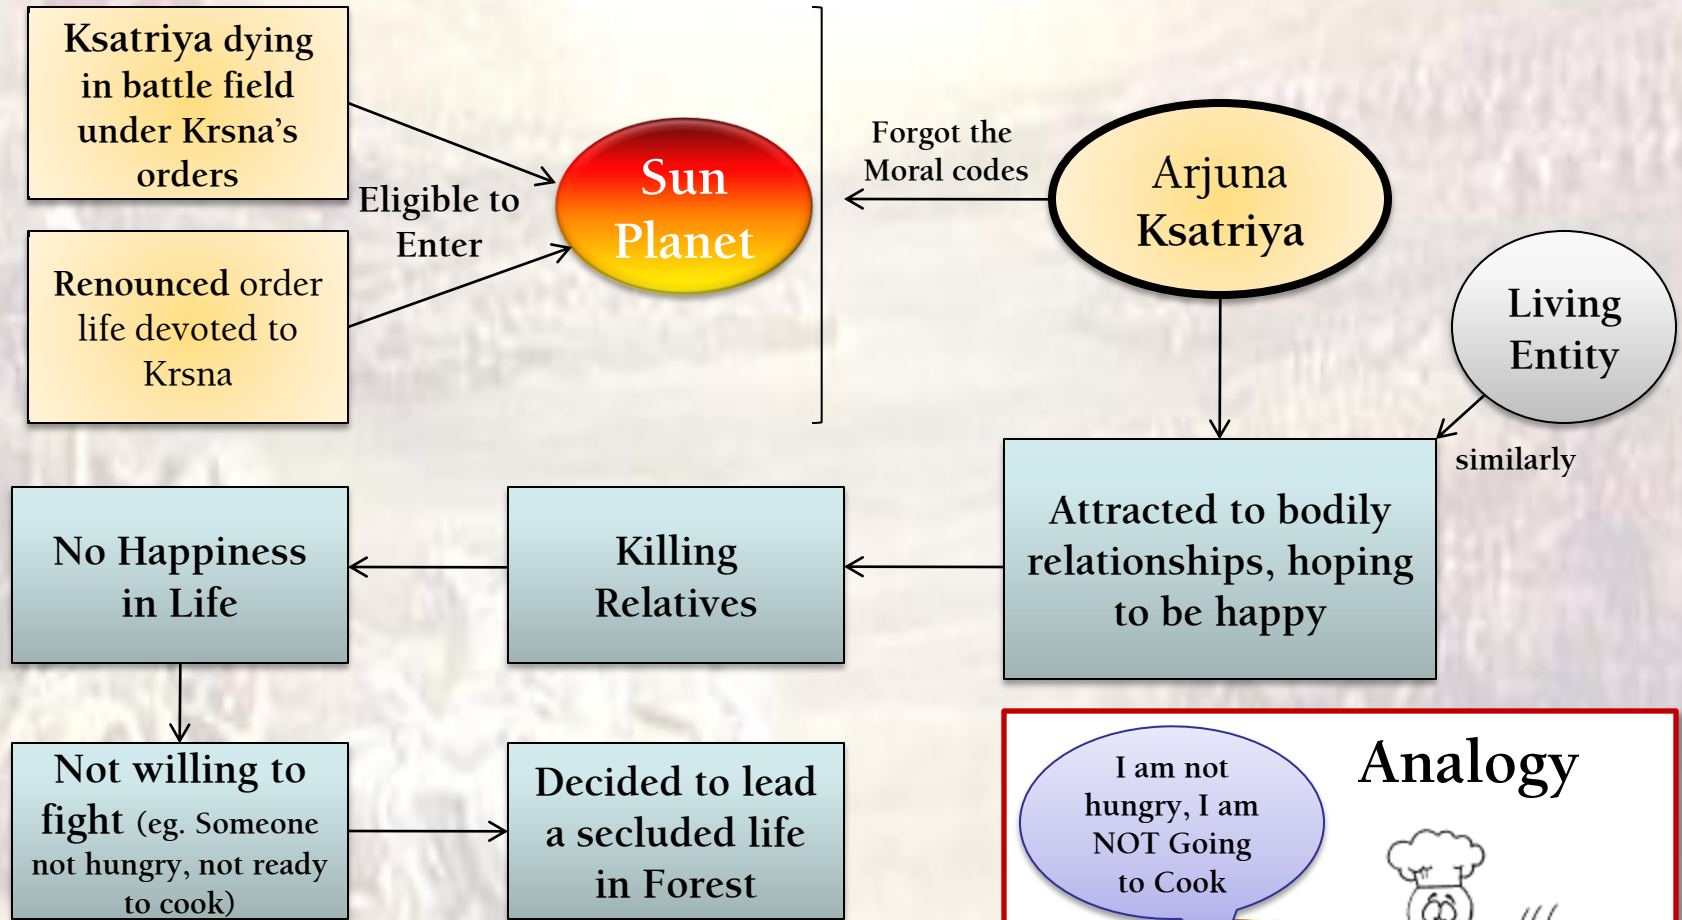 Ksatriya dying
in battle field
under Krsna’s
orders
Renounced order
life devoted to
Krsna
Eligible to
Enter
Sun
Planet
Forgot the
Moral codes
Arjuna
Ksatriya
Living
Entity
similarly
Attracted to bodily
relationships, hoping
to be happy
Killing
Relatives
No Happiness
in Life
Not willing to
fight (eg. Someone
not hungry, not ready
to cook)
Decided to lead
a secluded life
in Forest
Analogy
I am not
hungry, I am
NOT Going
to Cook